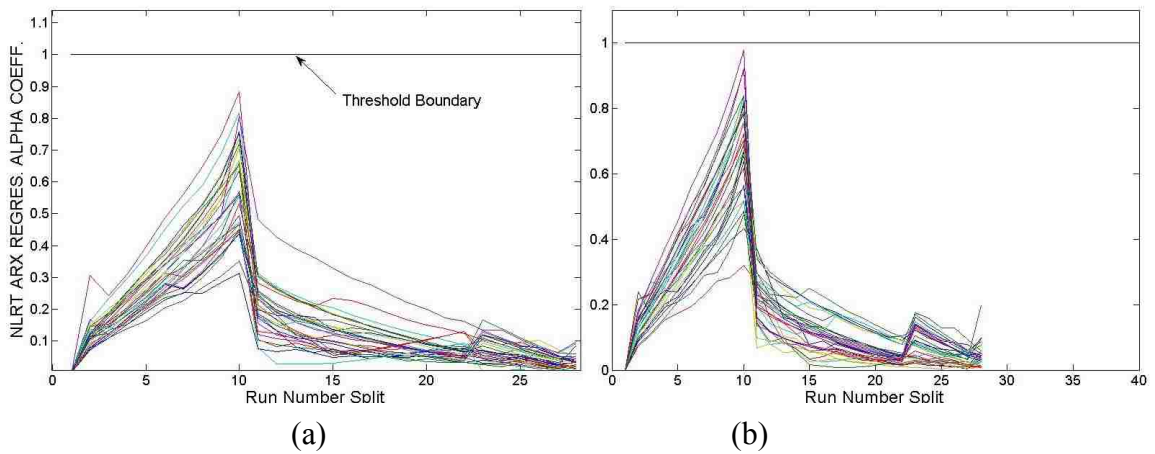 NLRT ARX REGRES. ALPHA COEFF.
1.1
1
0.9
0.8
0.7
0.6
0.5
0.4
0.3
0.2
0.1
Threshold Boundary
0 5 10 15 20 25
Run Number Split
(a)
1
0.8
0.6
0.4
0.2
0
0 5 10 15 20 25 30 35 40
Run Number Split
(b)